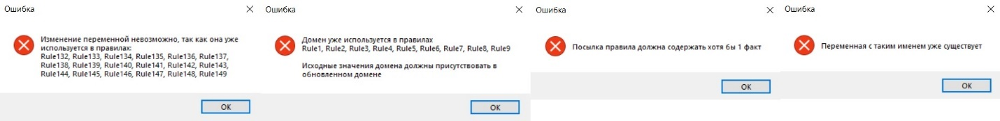 Ошибка
Изменение переменной невозможно, так как она уже
используется в правилах:
Rule132, Rule133, Rule134, Rule135, Rule136, Rule137,
Rule138, Rule139, Rule140, Rule141, Rule142, Rule143,
Rule144, Rule145, Rule146, Rule147, Rule148, Rule149
OK
Ошибка
Домен уже используется в правилах
Rule1, Rule2, Rule3, Rule4, Rule5, Rule6, Rule7, Rule8, Rule9
Исходные значения домена должны присутствовать в
обновленном домене
OK
Ошибка
Посылка правила должна содержать хотя бы 1 факт
OK
Ошибка
Переменная с таким именем уже существует
OK